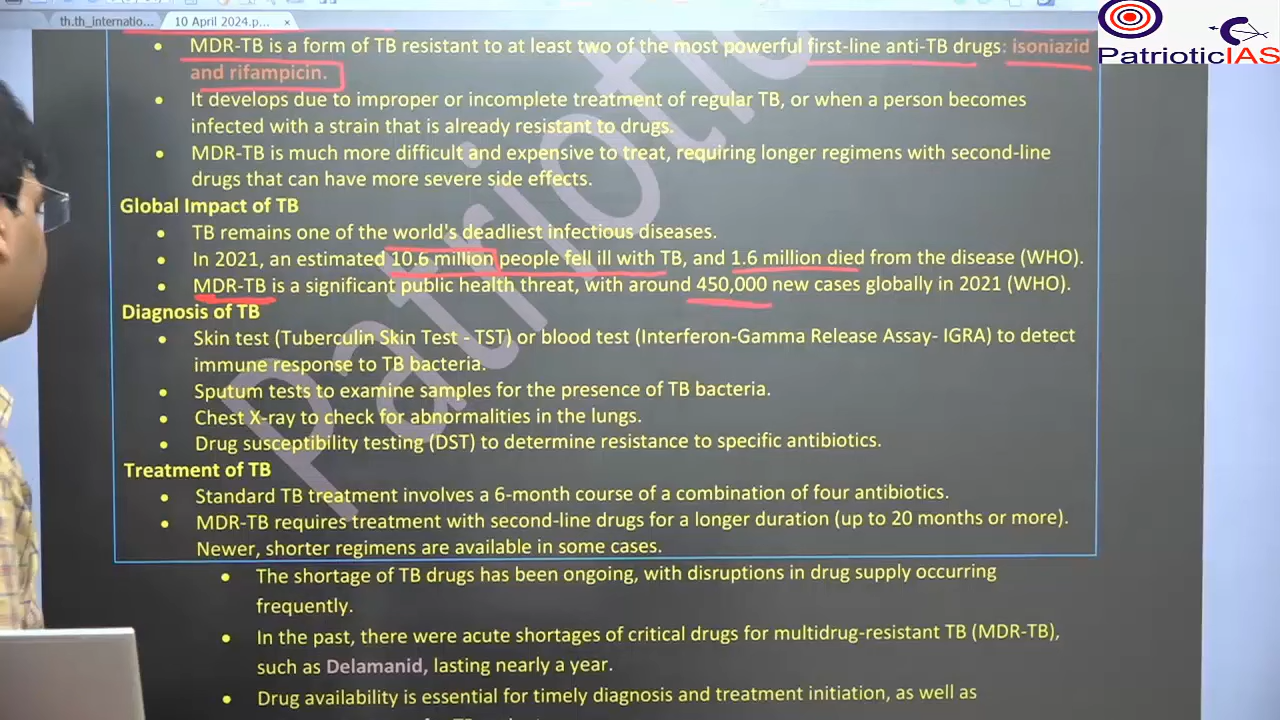 th.th_internatio...
10 April 2024.p...
×
PatrioticIAS
MDR-TB is a form of TB resistant to at least two of the most powerful first-line anti-TB drugs: isoniazid
and rifampicin.
It develops due to improper or incomplete treatment of regular TB, or when a person becomes
infected with a strain that is already resistant to drugs.
MDR-TB is much more difficult and expensive to treat, requiring longer regimens with second-line
drugs that can have more severe side effects.
Global Impact of TB
TB remains one of the world's deadliest infectious diseases.
In 2021, an estimated 10.6 million people fell ill with TB, and 1.6 million died from the disease (WHO).
MDR-TB is a significant public health threat, with around 450,000 new cases globally in 2021 (WHO).
Diagnosis of TB
Skin test (Tuberculin Skin Test - TST) or blood test (Interferon-Gamma Release Assay- IGRA) to detect
immune response to TB bacteria.
Sputum tests to examine samples for the presence of TB bacteria.
Chest X-ray to check for abnormalities in the lungs.
Drug susceptibility testing (DST) to determine resistance to specific antibiotics.
Treatment of TB
Standard TB treatment involves a 6-month course of a combination of four antibiotics.
MDR-TB requires treatment with second-line drugs for a longer duration (up to 20 months or more).
Newer, shorter regimens are available in some cases.
The shortage of TB drugs has been ongoing, with disruptions in drug supply occurring
frequently.
In the past, there were acute shortages of critical drugs for multidrug-resistant TB (MDR-TB),
such as Delamanid, lasting nearly a year.
Drug availability is essential for timely diagnosis and treatment initiation, as well as
Patriotic